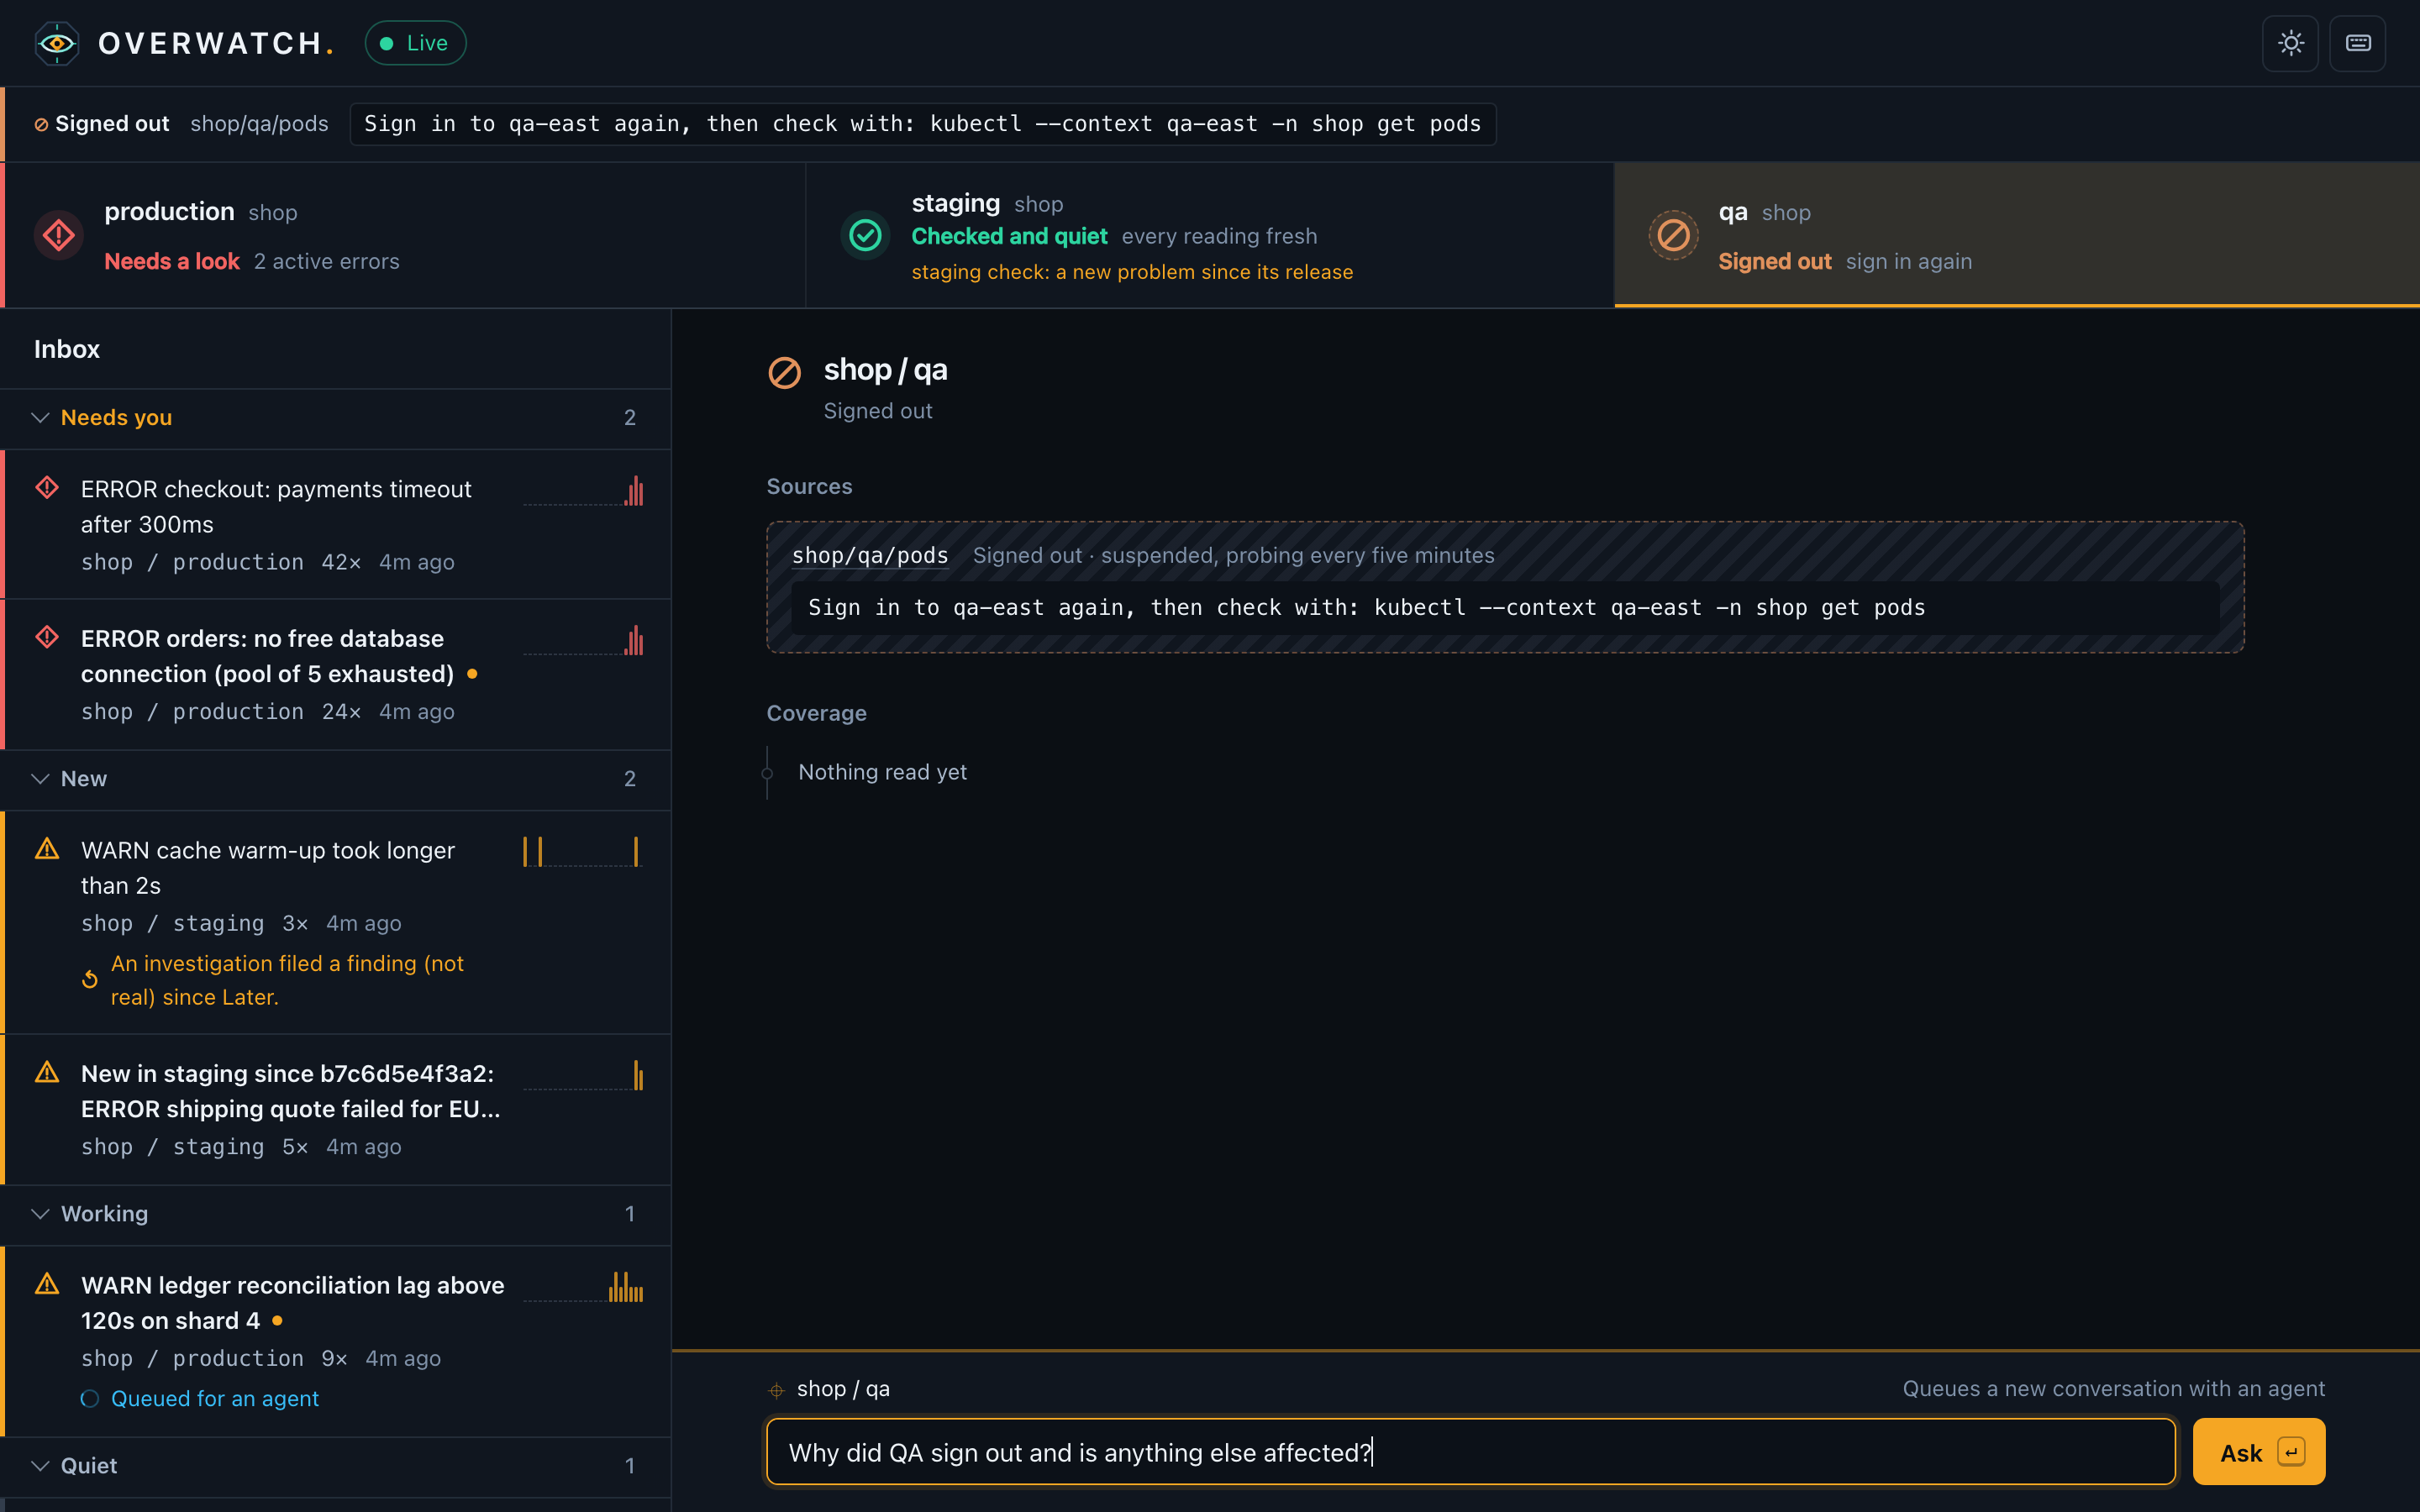 OVERWATCH.
Live
Signed out shop/qa/pods Sign in to qa-east again, then check with: kubectl --context qa-east -n shop get pods
production shop
Needs a look 2 active errors
staging shop
Checked and quiet every reading fresh
staging check: a new problem since its release
qa shop
Signed out sign in again
Inbox
Needs you 2
ERROR checkout: payments timeout
after 300ms
shop / production 42× 4m ago
ERROR orders: no free database
connection (pool of 5 exhausted)
shop / production 24× 4m ago
New 2
WARN cache warm-up took longer
than 2s
shop / staging 3× 4m ago
An investigation filed a finding (not
real) since Later.
New in staging since b7c6d5e4f3a2:
ERROR shipping quote failed for EU...
shop / staging 5× 4m ago
Working 1
WARN ledger reconciliation lag above
120s on shard 4
shop / production 9× 4m ago
Queued for an agent
Quiet 1
shop / qa
Signed out
Sources
shop/qa/pods Signed out · suspended, probing every five minutes
Sign in to qa-east again, then check with: kubectl --context qa-east -n shop get pods
Coverage
Nothing read yet
shop / qa
Queues a new conversation with an agent
Why did QA sign out and is anything else affected?
Ask ↵